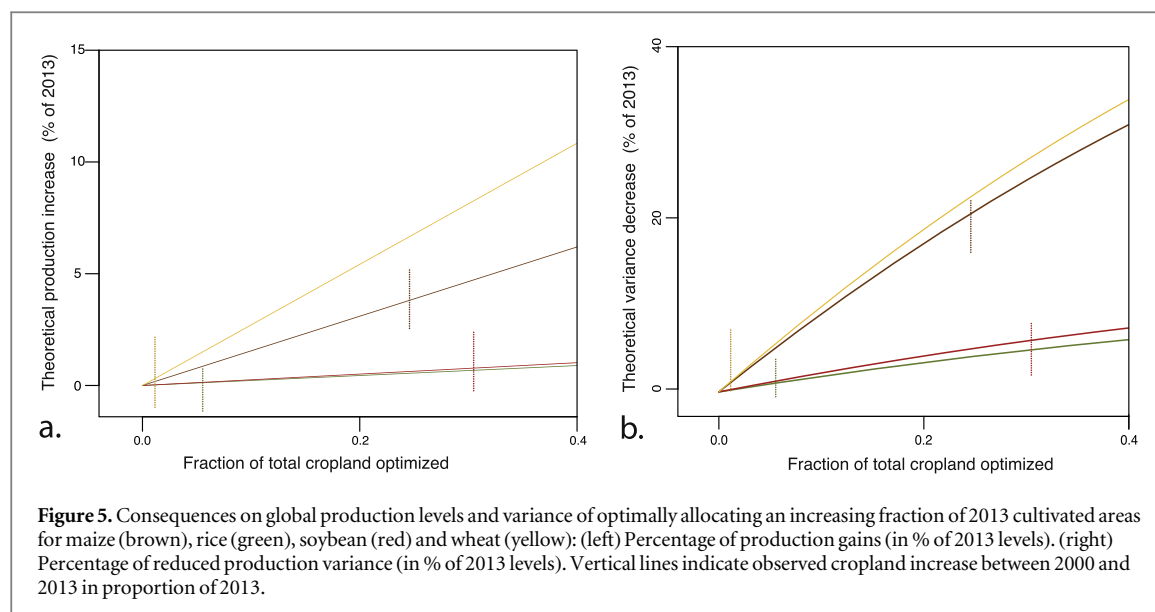 Theoretical production increase (% of 2013)
15
10
5
0
a.
0.0
0.2
0.4
Fraction of total cropland optimized
Theoretical variance decrease (% of 2013)
40
20
0
b.
0.0
0.2
0.4
Fraction of total cropland optimized
Figure 5. Consequences on global production levels and variance of optimally allocating an increasing fraction of 2013 cultivated areas
for maize (brown), rice (green), soybean (red) and wheat (yellow): (left) Percentage of production gains (in % of 2013 levels). (right)
Percentage of reduced production variance (in % of 2013 levels). Vertical lines indicate observed cropland increase between 2000 and
2013 in proportion of 2013.